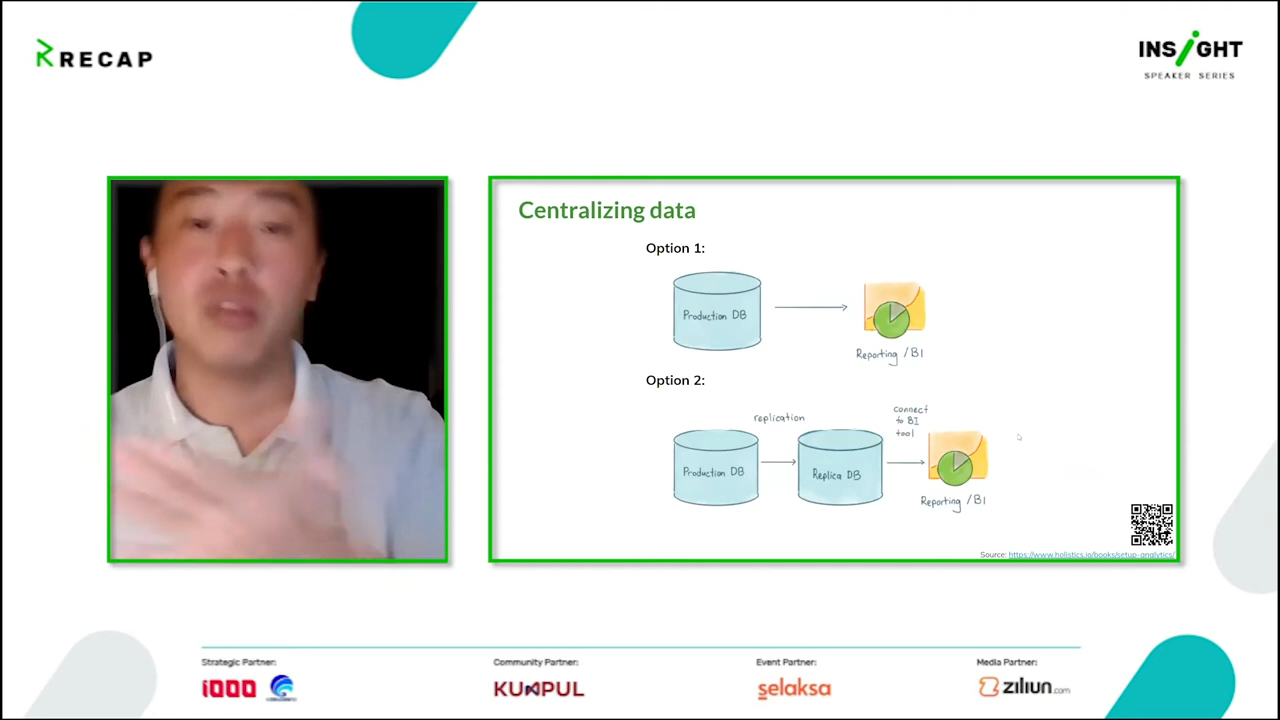 RECAP
INSIGHT
SPEAKER SERIES
Centralizing data
Option 1:
Production DB
Reporting / BI
Option 2:
replication
connect
to BI
tool
Production DB
Replica DB
Reporting / BI
Source: https://www.holistics.io/books/setup-analytics/
Strategic Partner:
Community Partner:
Event Partner:
Media Partner:
1000
KUMPUL
selaksa
ziliun.com